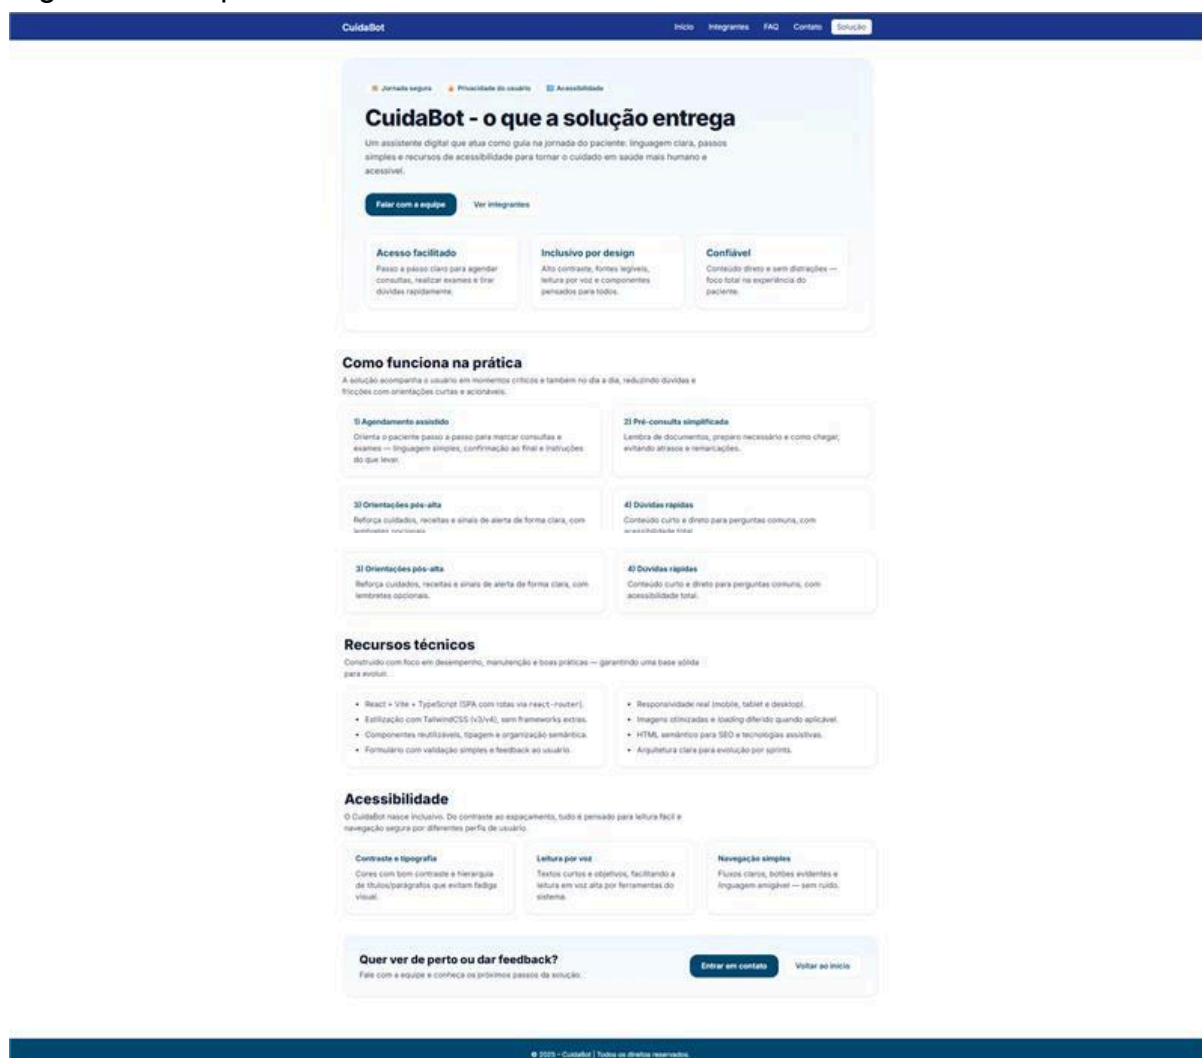 CuidaBot
Início Integrantes FAQ Contato Solução
Jornada segura Privacidade do usuário Acessibilidade
CuidaBot - o que a solução entrega
Um assistente digital que atua como guia na jornada do paciente: linguagem clara, passos
simples e recursos de acessibilidade para tornar o cuidado em saúde mais humano e
acessível.
Falar com a equipe Ver integrantes
Acesso facilitado
Passo a passo claro para agendar
consultas, realizar exames e tirar
dúvidas rapidamente.
Inclusivo por design
Alto contraste, fontes legíveis,
leitura por voz e componentes
pensados para todos.
Confiável
Conteúdo direto e sem distrações —
foco total na experiência do
paciente.
Como funciona na prática
A solução acompanha o usuário em momentos críticos e também no dia a dia, reduzindo dúvidas e
fricções com orientações curtas e acionáveis.
1) Agendamento assistido
Orienta o paciente passo a passo para marcar consultas e
exames — linguagem simples, confirmação ao final e instruções
do que levar.
2) Pré-consulta simplificada
Lembra de documentos, preparo necessário e como chegar,
evitando atrasos e remarcações.
3) Orientações pós-alta
Reforça cuidados, receitas e sinais de alerta de forma clara, com
lembretes opcionais.
4) Dúvidas rápidas
Conteúdo curto e direto para perguntas comuns, com
acessibilidade total.
3) Orientações pós-alta
Reforça cuidados, receitas e sinais de alerta de forma clara, com
lembretes opcionais.
4) Dúvidas rápidas
Conteúdo curto e direto para perguntas comuns, com
acessibilidade total.
Recursos técnicos
Construído com foco em desempenho, manutenção e boas práticas — garantindo uma base sólida
para evoluir.
• React + Vite + TypeScript (SPA com rotas via react-router).
• Estilização com TailwindCSS (v3/v4), sem frameworks extras.
• Componentes reutilizáveis, tipagem e organização semântica.
• Formulário com validação simples e feedback ao usuário.
• Responsividade real (mobile, tablet e desktop).
• Imagens otimizadas e loading diferido quando aplicável.
• HTML semântico para SEO e tecnologias assistivas.
• Arquitetura clara para evolução por sprints.
Acessibilidade
O CuidaBot nasce inclusivo. Do contraste ao espaçamento, tudo é pensado para leitura fácil e
navegação segura por diferentes perfis de usuário.
Contraste e tipografia
Cores com bom contraste e hierarquia
de títulos/parágrafos que evitam fadiga
visual.
Leitura por voz
Textos curtos e objetivos, facilitando a
leitura em voz alta por ferramentas do
sistema.
Navegação simples
Fluxos claros, botões evidentes e
linguagem amigável — sem ruído.
Quer ver de perto ou dar feedback?
Fale com a equipe e conheça os próximos passos da solução.
Entrar em contato Voltar ao início
© 2025 - CuidaBot | Todos os direitos reservados.